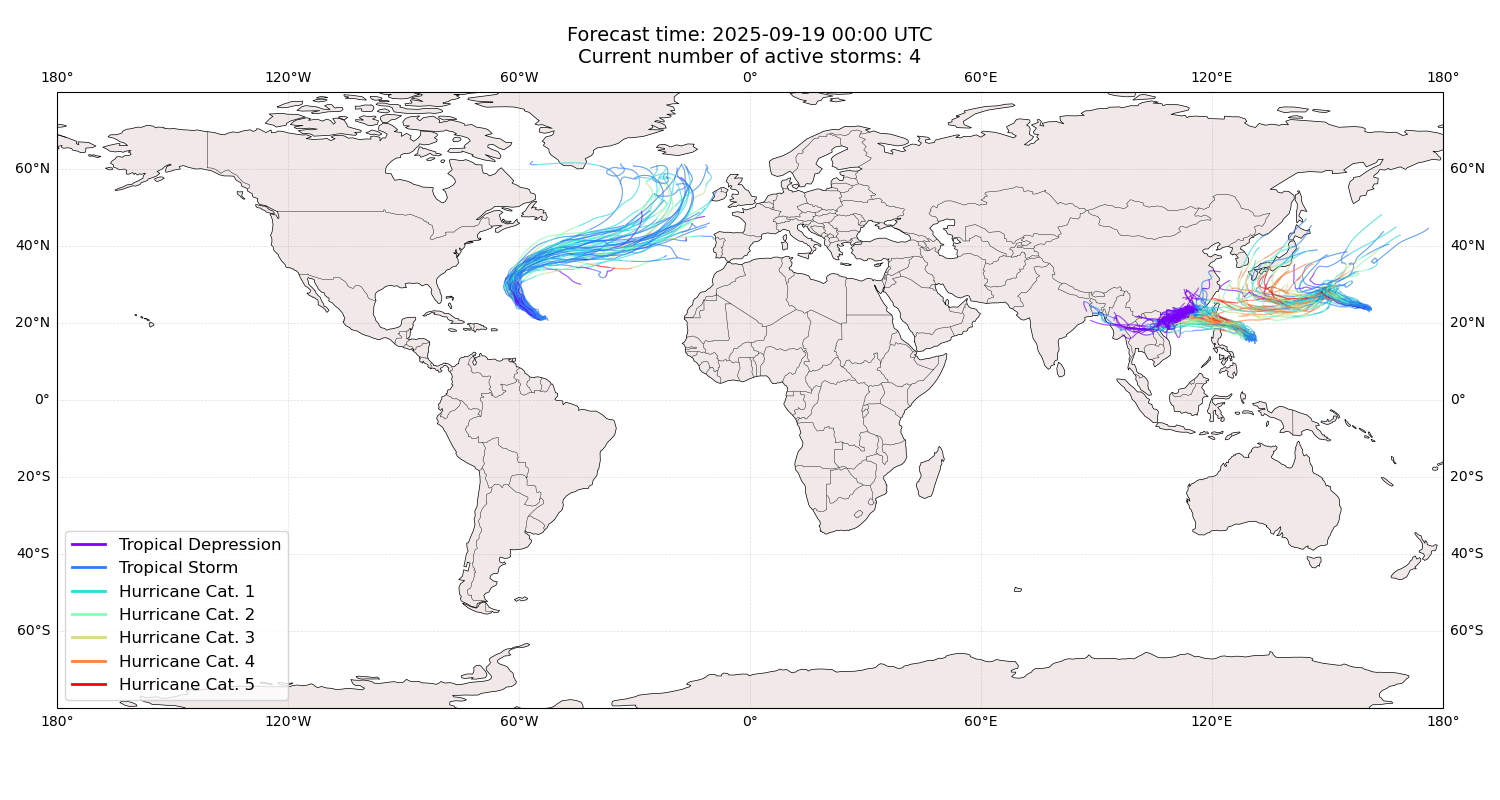 Forecast time: 2025-09-19 00:00 UTC
Current number of active storms: 4
180° 120°W 60°W 0° 60°E 120°E 180°
60°N 60°N
40°N 40°N
20°N 20°N
0° 0°
20°S 20°S
40°S 40°S
60°S 60°S
Tropical Depression
Tropical Storm
Hurricane Cat. 1
Hurricane Cat. 2
Hurricane Cat. 3
Hurricane Cat. 4
Hurricane Cat. 5
180° 120°W 60°W 0° 60°E 120°E 180°